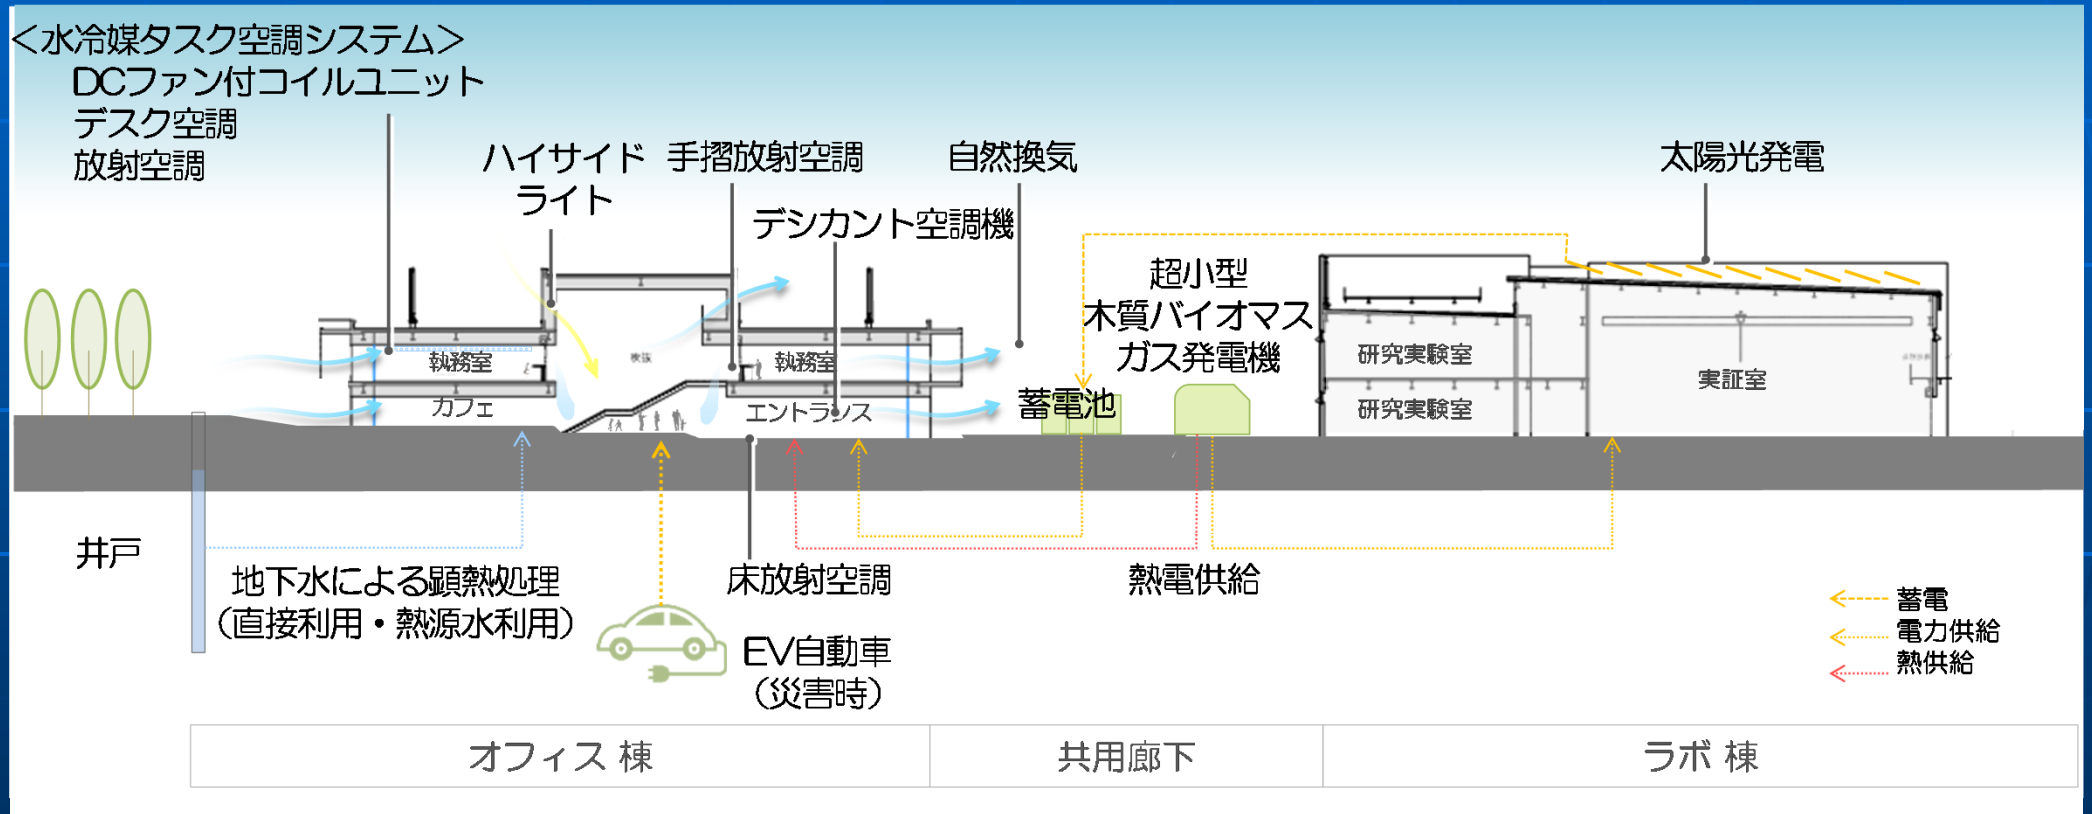 ＜水冷媒タスク空調システム＞
DCファン付コイルユニット
デスク空調
放射空調
ハイサイド
ライト
手摺放射空調
デシカント空調機
自然換気
太陽光発電
超小型
木質バイオマス
ガス発電機
蓄電池
執務室
執務室
カフェ
エントランス
研究実験室
研究実験室
実証室
井戸
地下水による顕熱処理
（直接利用・熱源水利用）
床放射空調
熱電供給
EV自動車
（災害時）
蓄電
電力供給
熱供給
オフィス棟
共用廊下
ラボ棟